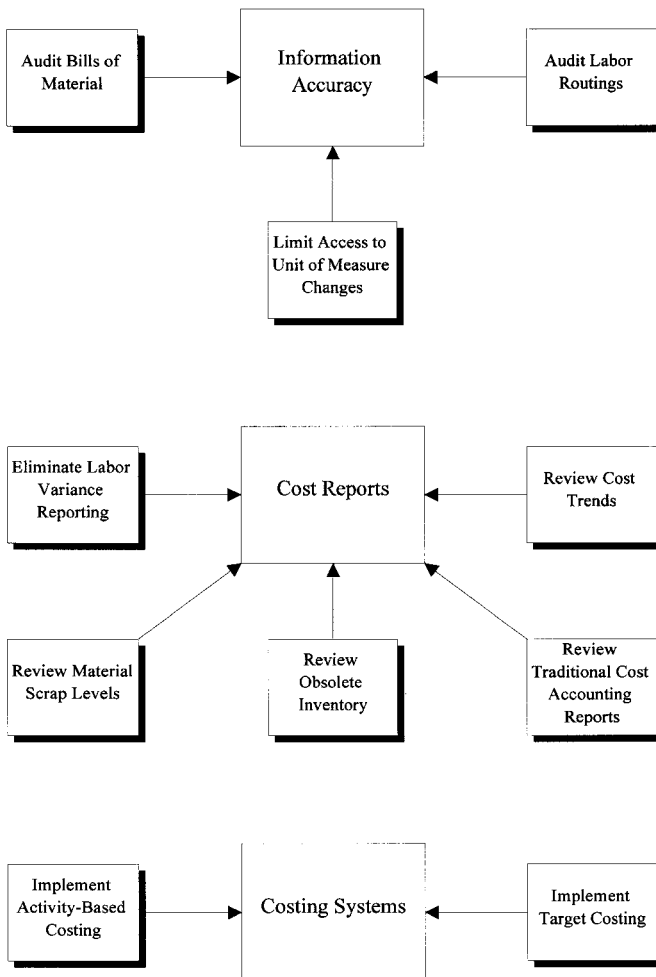 Audit Bills of
Material
Information
Accuracy
Audit Labor
Routings
Limit Access to
Unit of Measure
Changes
Eliminate Labor
Variance
Reporting
Cost Reports
Review Cost
Trends
Review Material
Scrap Levels
Review
Obsolete
Inventory
Review
Traditional Cost
Accounting
Reports
Implement
Activity-Based
Costing
Costing Systems
Implement
Target Costing